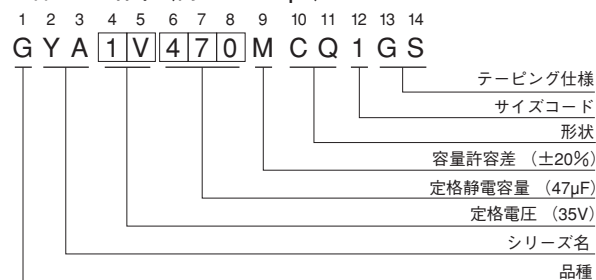 1 2 3 4 5 6 7 8 9 10 11 12 13 14
G Y A 1 V 4 7 0 M C Q 1 G S
テーピング仕様
サイズコード
形状
容量許容差 （±20％）
定格静電容量 （47µF）
定格電圧 （35V）
シリーズ名
品種